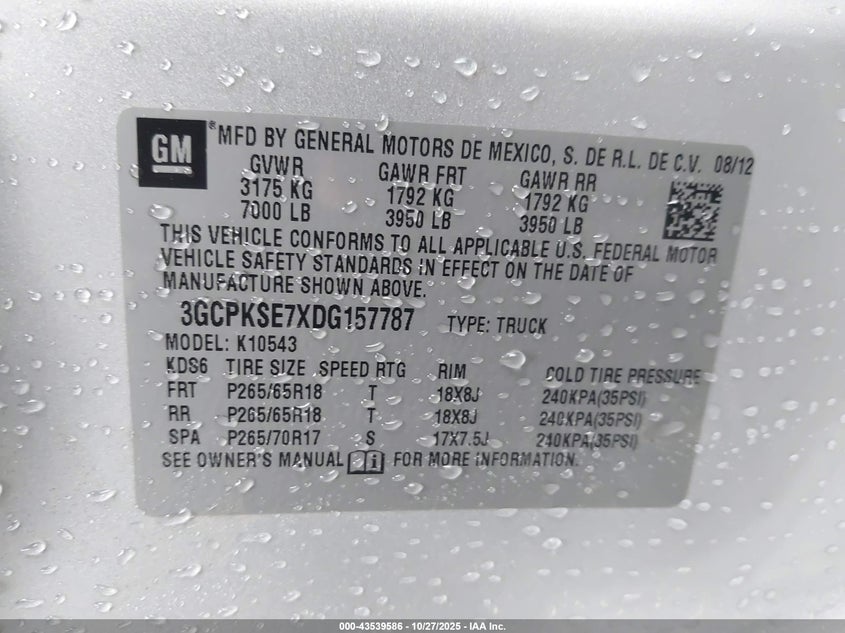 GM ® MFD BY GENERAL MOTORS DE MEXICO, S. DE R.L. DE C.V. 08/12
GVWR GAWR FRT GAWR RR
3175 KG 1792 KG 1792 KG
7000 LB 3950 LB 3950 LB
THIS VEHICLE CONFORMS TO ALL APPLICABLE U.S. FEDERAL MOTOR
VEHICLE SAFETY STANDARDS IN EFFECT ON THE DATE OF
MANUFACTURE SHOWN ABOVE.
3GCPKSE7XDG157787 TYPE: TRUCK
MODEL: K10543
KDS6 TIRE SIZE SPEED RTG RIM COLD TIRE PRESSURE
FRT P265/65R18 T 18X8J 240KPA(35PSI)
RR P265/65R18 T 18X8J 240KPA(35PSI)
SPA P265/70R17 S 17X7.5J 240KPA(35PSI)
SEE OWNER'S MANUAL FOR MORE INFORMATION.
000-43539586 - 10/27/2025 - IAA Inc.